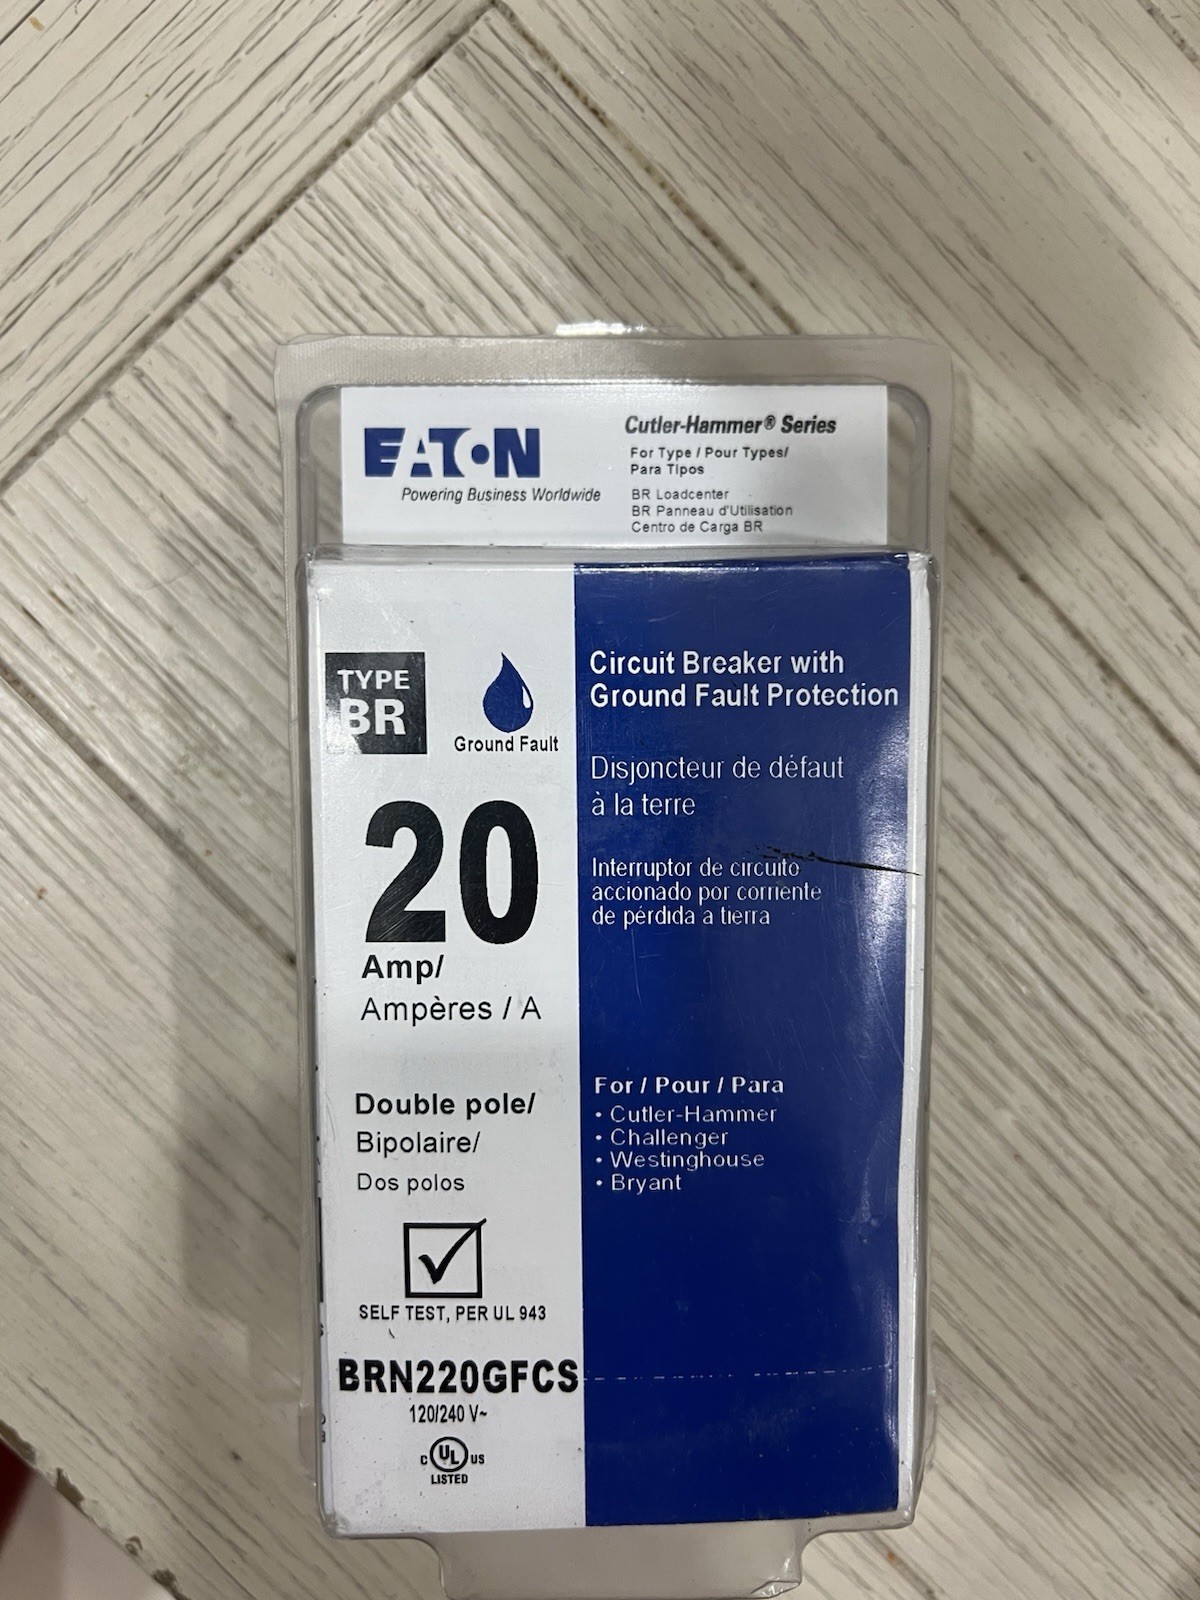 EATON
Powering Business Worldwide
Cutler-Hammer® Series
For Type / Pour Types/
Para Tipos
BR Loadcenter
BR Panneau d'Utilisation
Centro de Carga BR
TYPE
BR
Ground Fault
20
Amp/
Ampères / A
Double pole/
Bipolaire/
Dos polos
SELF TEST, PER UL 943
BRN220GFCS
120/240 V~
C UL US
LISTED
Circuit Breaker with
Ground Fault Protection
Disjoncteur de défaut
à la terre
Interruptor de circuito
accionado por corriente
de pérdida a tierra
For / Pour / Para
• Cutler-Hammer
• Challenger
• Westinghouse
• Bryant